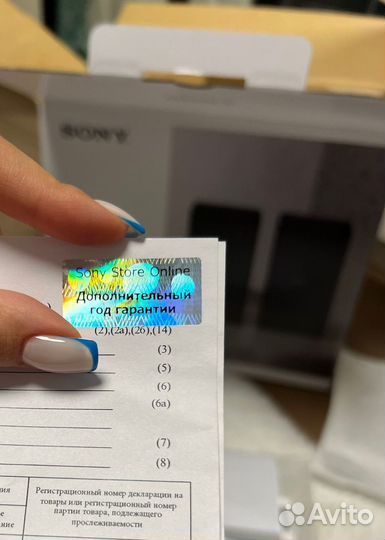 SONY
Sony Store Online
Дополнительный
год гарантии
(2),(2а),(2б),(14)
(3)
(5)
(6)
(6а)
(7)
(8)
Регистрационный номер декларации на
товары или регистрационный номер
партии товара, подлежащего
прослеживаемости
Avito